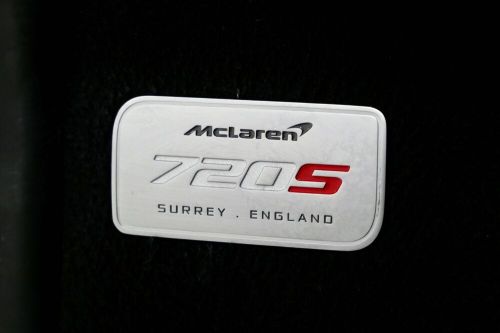 McLaren
720S
SURREY . ENGLAND